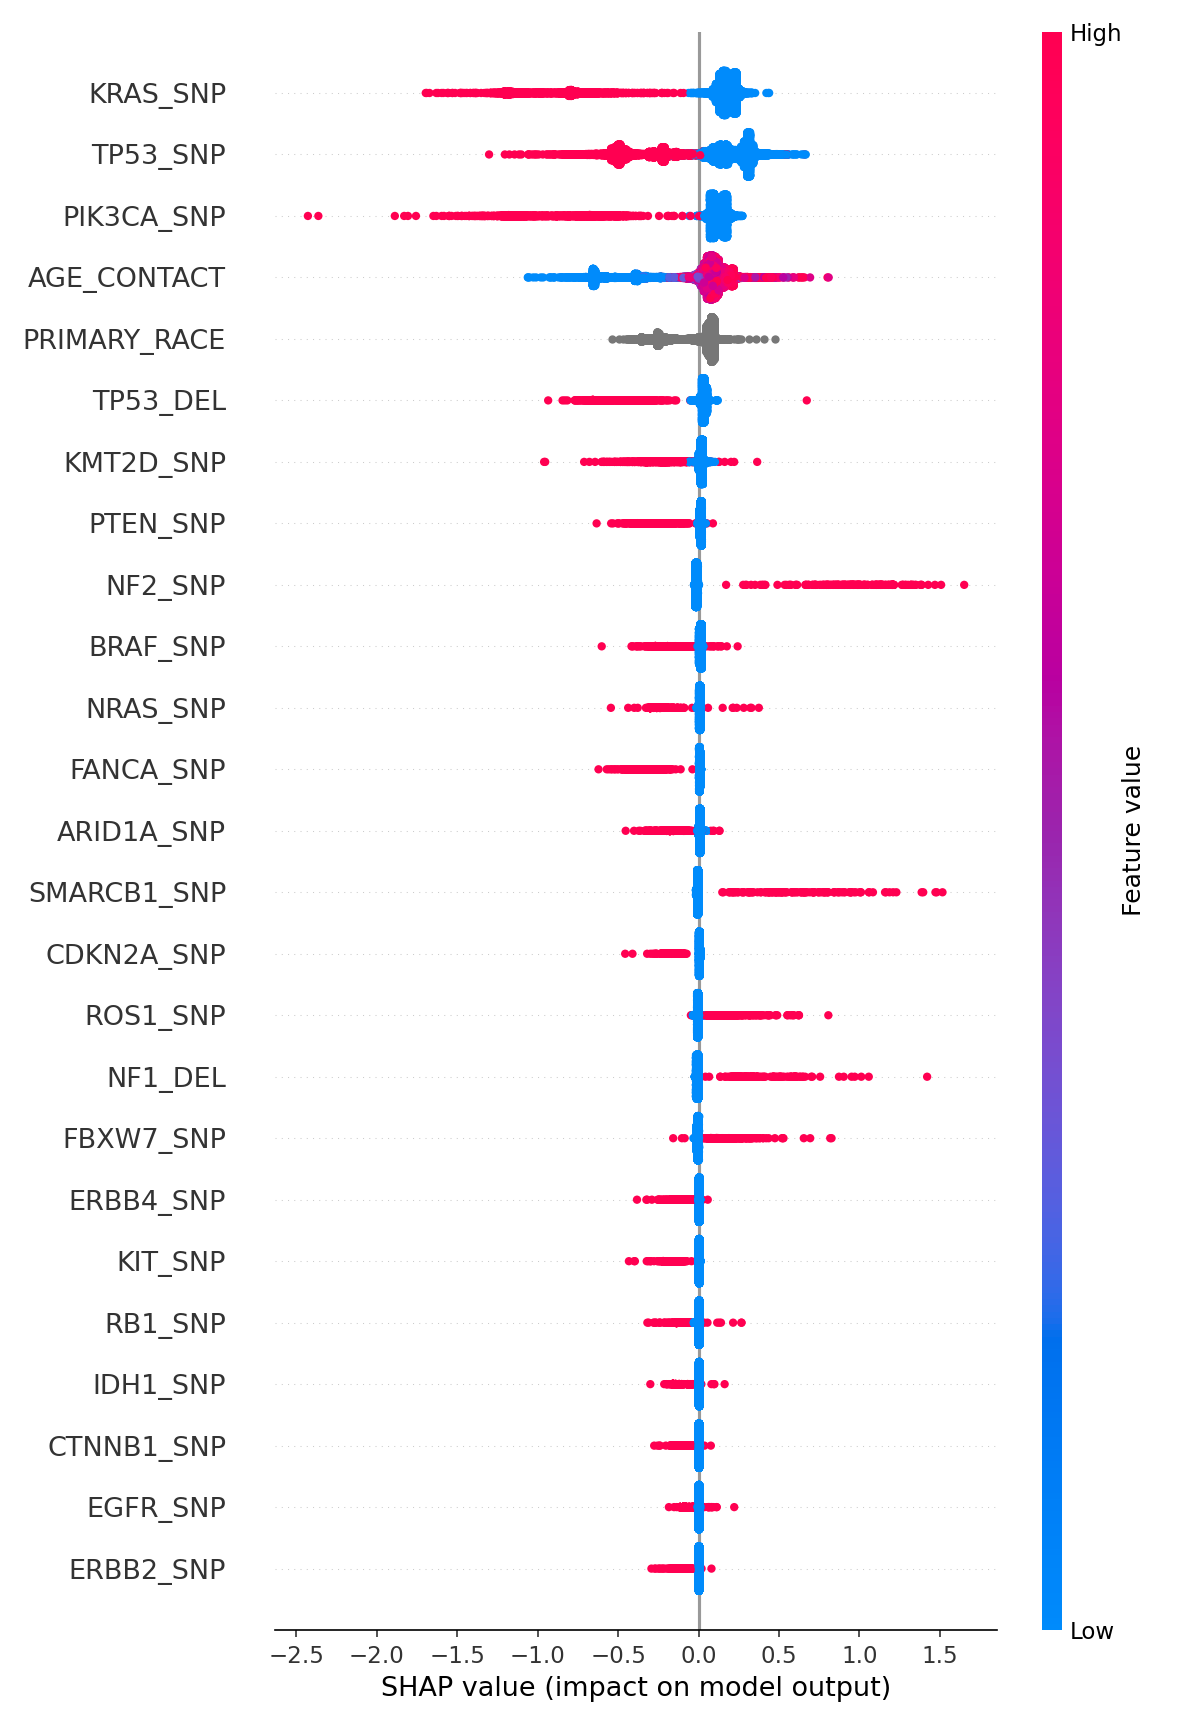 High
KRAS_SNP
TP53_SNP
PIK3CA_SNP
AGE_CONTACT
PRIMARY_RACE
TP53_DEL
KMT2D_SNP
PTEN_SNP
NF2_SNP
BRAF_SNP
NRAS_SNP
FANCA_SNP
ARID1A_SNP
SMARCB1_SNP
CDKN2A_SNP
ROS1_SNP
NF1_DEL
FBXW7_SNP
ERBB4_SNP
KIT_SNP
RB1_SNP
IDH1_SNP
CTNNB1_SNP
EGFR_SNP
ERBB2_SNP
Feature value
Low
−2.5 −2.0 −1.5 −1.0 −0.5 0.0 0.5 1.0 1.5
SHAP value (impact on model output)